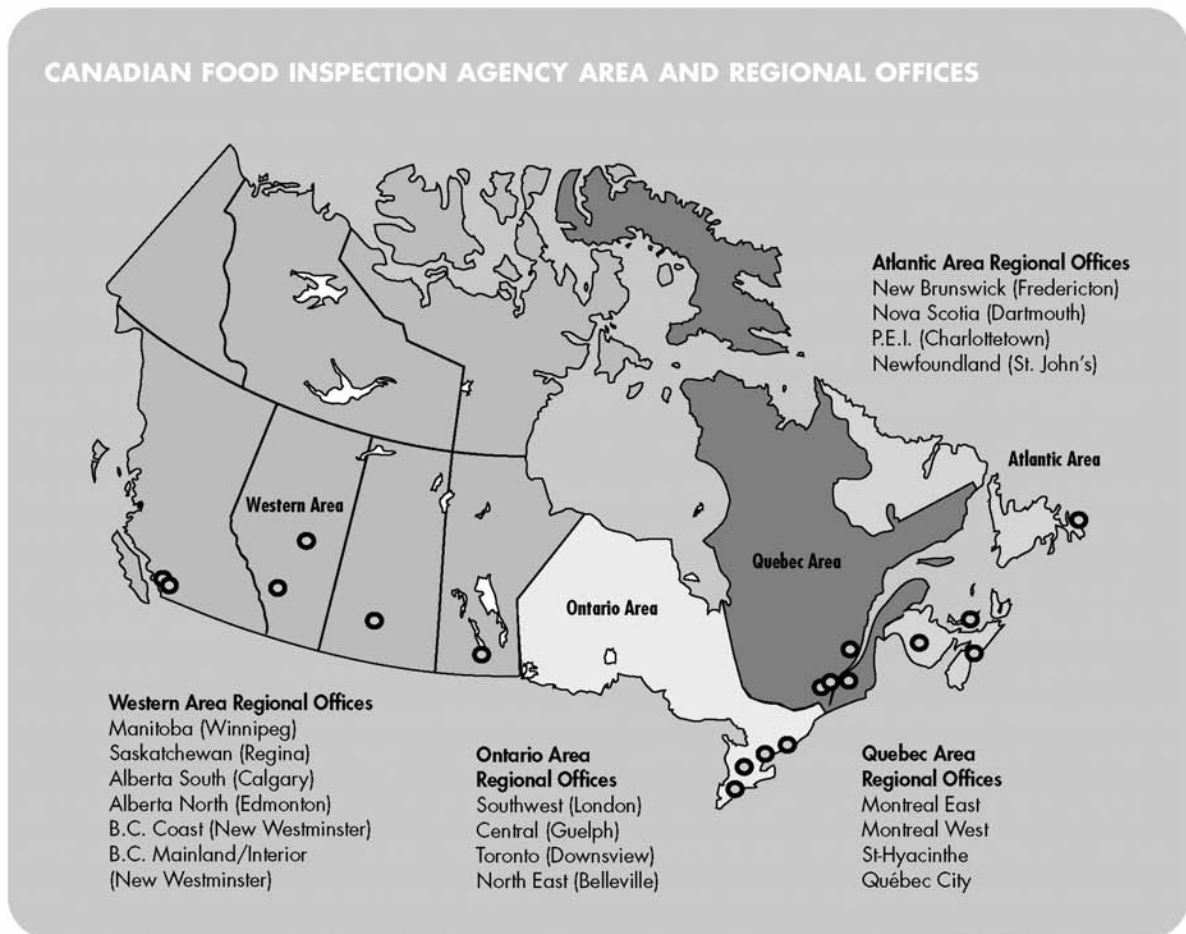 CANADIAN FOOD INSPECTION AGENCY AREA AND REGIONAL OFFICES
Atlantic Area Regional Offices
New Brunswick (Fredericton)
Nova Scotia (Dartmouth)
P.E.I. (Charlottetown)
Newfoundland (St. John's)
Atlantic Area
Western Area
Quebec Area
Ontario Area
Western Area Regional Offices
Manitoba (Winnipeg)
Saskatchewan (Regina)
Alberta South (Calgary)
Alberta North (Edmonton)
B.C. Coast (New Westminster)
B.C. Mainland/Interior
(New Westminster)
Ontario Area
Regional Offices
Southwest (London)
Central (Guelph)
Toronto (Downsview)
North East (Belleville)
Quebec Area
Regional Offices
Montreal East
Montreal West
St-Hyacinthe
Québec City